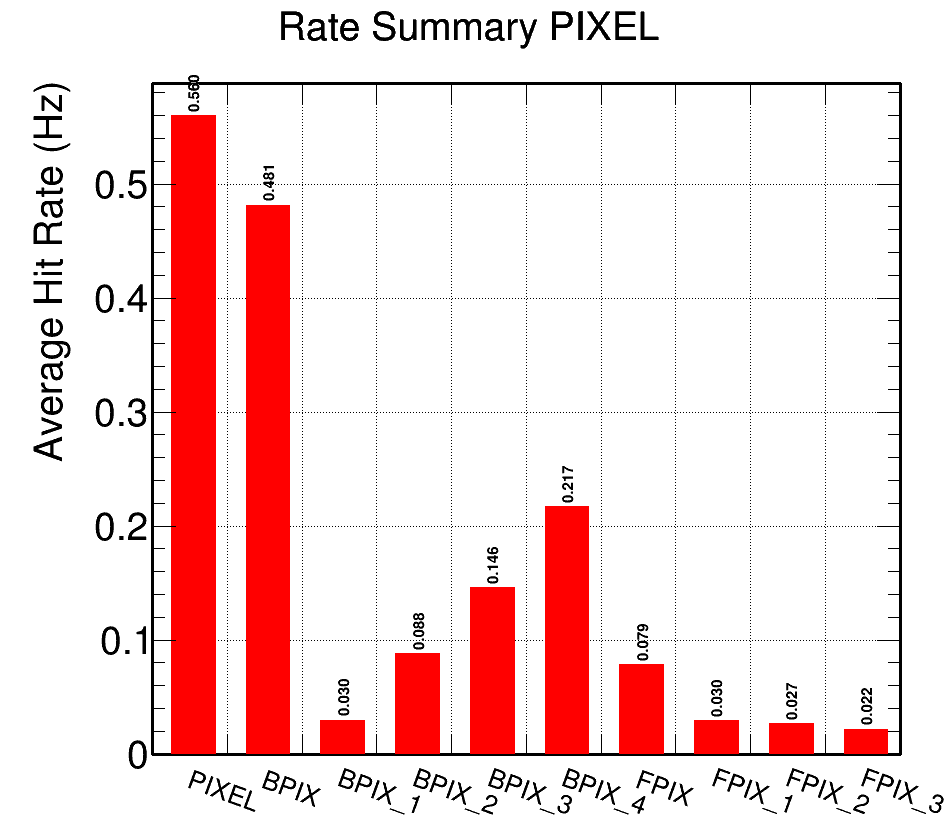 Rate Summary PIXEL
Average Hit Rate (Hz)
0.5
0.4
0.3
0.2
0.1
0
0.560
0.481
0.030
0.088
0.146
0.217
0.079
0.030
0.027
0.022
PIXEL
BPIX
BPIX_1
BPIX_2
BPIX_3
BPIX_4
FPIX
FPIX_1
FPIX_2
FPIX_3